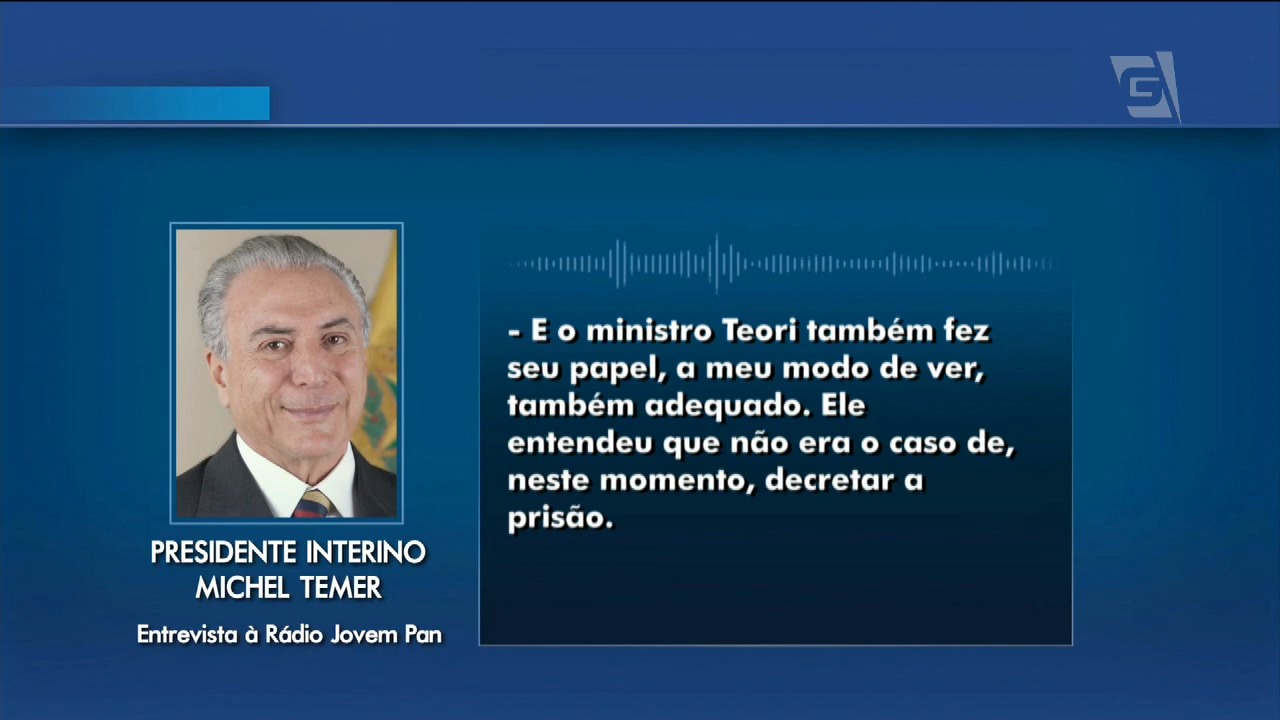 - E o ministro Teori também fez
seu papel, a meu modo de ver,
também adequado. Ele
entendeu que não era o caso de,
neste momento, decretar a
prisão.
PRESIDENTE INTERINO
MICHEL TEMER
Entrevista à Rádio Jovem Pan